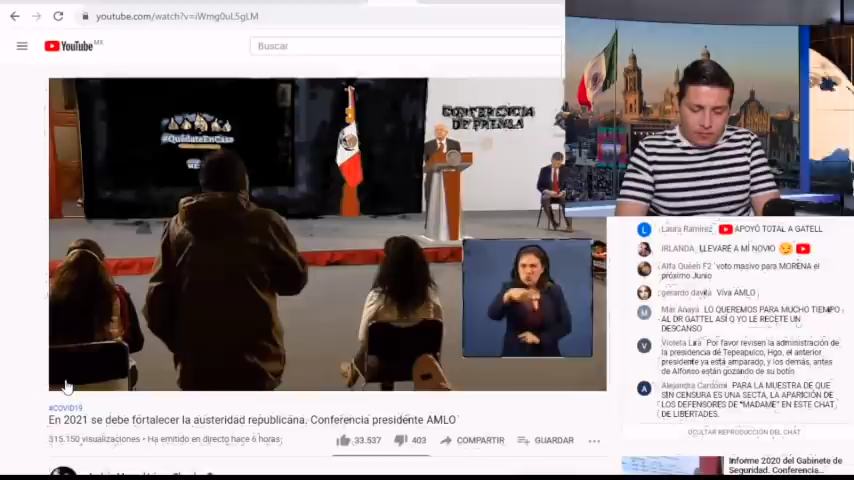 youtube.com/watch?v=iWmg0uL5gLM
YouTube MX
Buscar
#QuédateEnCasa
CONFERENCIA
DE PRENSA
Laura Ramirez APOYÓ TOTAL A GATELL
IRLANDA LLEVARÉ A MI NOVIO
Alfa Queen F2 voto masivo para MORENA el
próximo Junio
gerardo davila Viva AMLO
Mar Anaya LO QUEREMOS PARA MUCHO TIEMPO
AL DR GATTEL ASÍ Q YO LE RECETE UN
DESCANSO
Violeta Lira Por favor revisen la administración de
la presidencia de Tepeapulco, Hgo, el anterior
presidente ya está amparado, y los demás, antes
de Alfonso están gozando de su botín
Alejandra Cardomi PARA LA MUESTRA DE QUE
SIN CENSURA ES UNA SECTA, LA APARICIÓN DE
LOS DEFENSORES DE "MADAME" EN ESTE CHAT
DE LIBERTADES.
OCULTAR REPRODUCCIÓN DEL CHAT
#COVID19
En 2021 se debe fortalecer la austeridad republicana. Conferencia presidente AMLO
315.150 visualizaciones • Ha emitido en directo hace 6 horas
33.537
403
COMPARTIR
GUARDAR
Informe 2020 del Gabinete de
Seguridad. Conferencia...